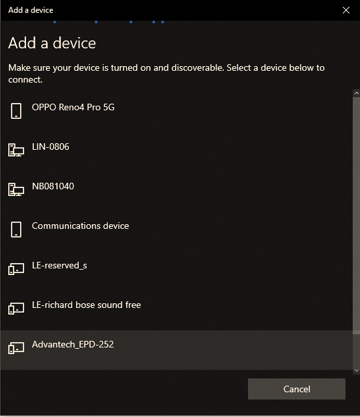 Add a device
Add a device
Make sure your device is turned on and discoverable. Select a device below to
connect.
OPPO Reno4 Pro 5G
LIN-0806
NB081040
Communications device
LE-reserved_s
LE-richard bose sound free
Advantech_EPD-252
Cancel